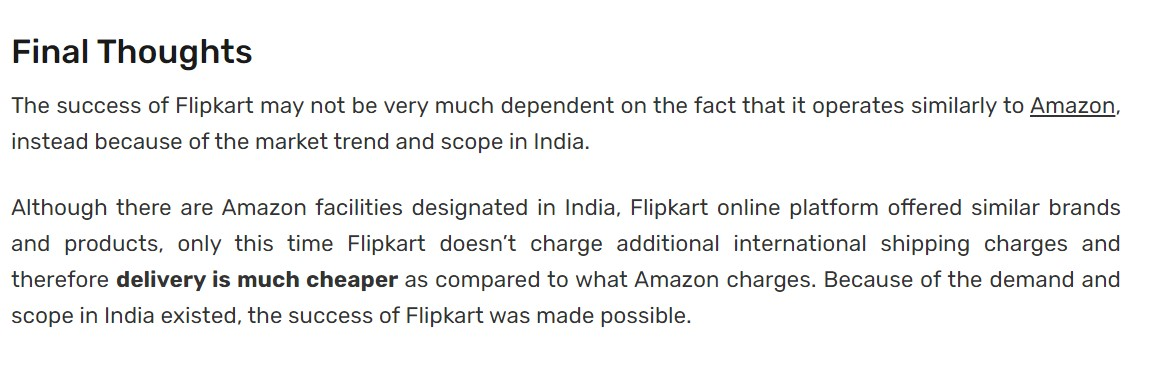 Final Thoughts
The success of Flipkart may not be very much dependent on the fact that it operates similarly to Amazon,
instead because of the market trend and scope in India.
Although there are Amazon facilities designated in India, Flipkart online platform offered similar brands
and products, only this time Flipkart doesn’t charge additional international shipping charges and
therefore delivery is much cheaper as compared to what Amazon charges. Because of the demand and
scope in India existed, the success of Flipkart was made possible.